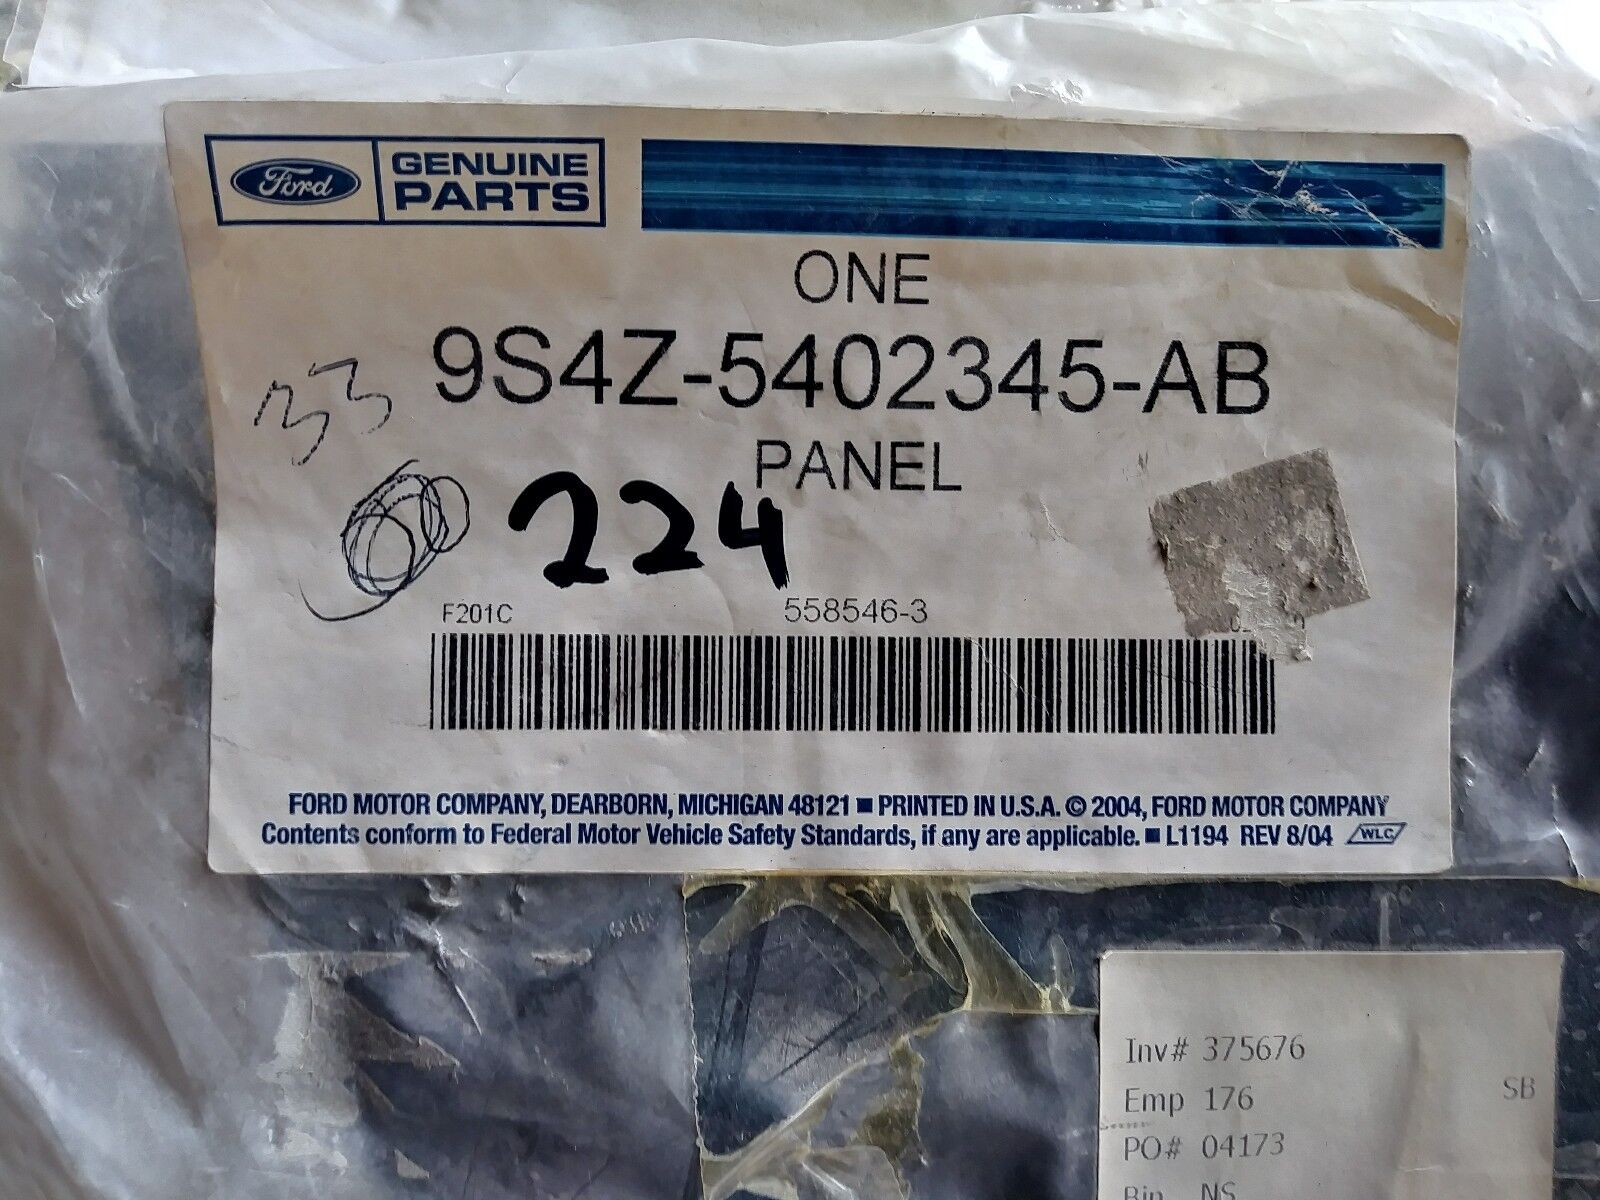 Ford GENUINE PARTS
ONE
9S4Z-5402345-AB
33
PANEL
224
F201C 558546-3
FORD MOTOR COMPANY, DEARBORN, MICHIGAN 48121 ■ PRINTED IN U.S.A. © 2004, FORD MOTOR COMPANY
Contents conform to Federal Motor Vehicle Safety Standards, if any are applicable. ■ L1194 REV 8/04 WLC
Inv# 375676
Emp 176 SB
PO# 04173
Bin NS